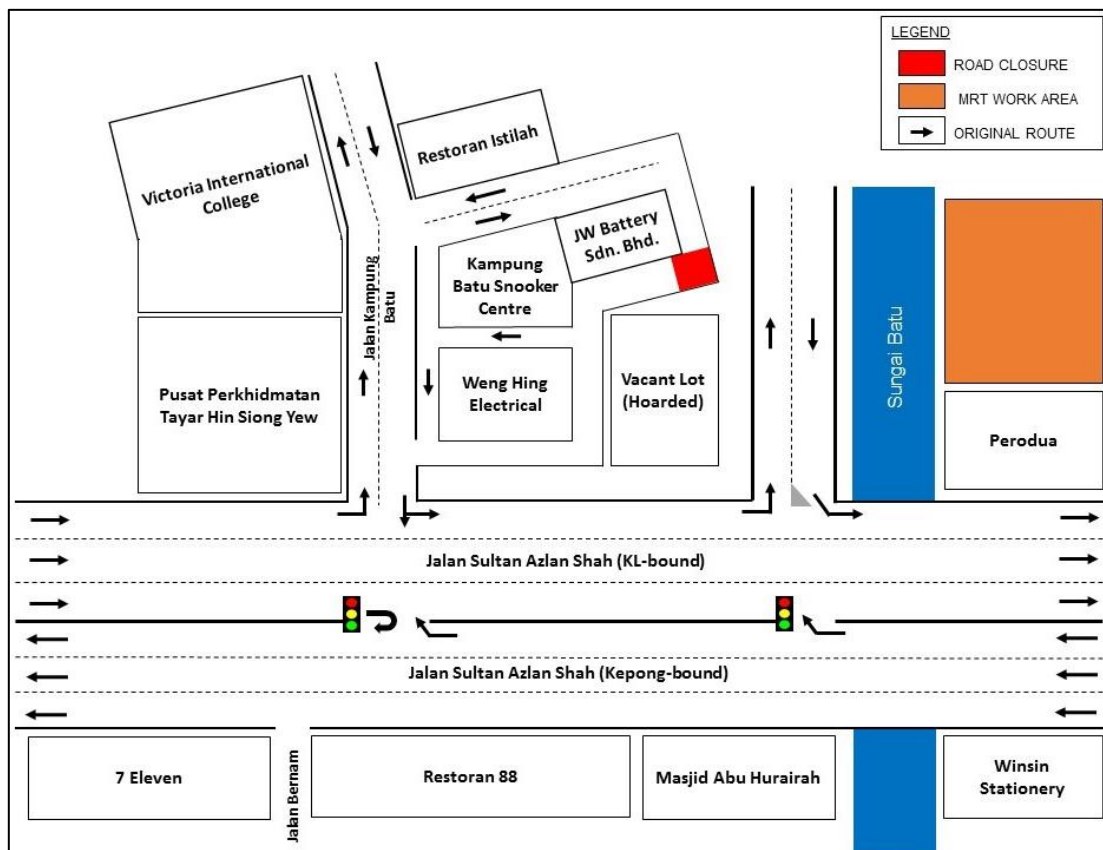 LEGEND
ROAD CLOSURE
MRT WORK AREA
ORIGINAL ROUTE
Restoran Istilah
Victoria International
College
JW Battery
Sdn. Bhd.
Kampung
Batu Snooker
Centre
Jalan Kampung
Batu
Sungai Batu
Pusat Perkhidmatan
Tayar Hin Siong Yew
Weng Hing
Electrical
Vacant Lot
(Hoarded)
Perodua
Jalan Sultan Azlan Shah (KL-bound)
Jalan Sultan Azlan Shah (Kepong-bound)
7 Eleven
Jalan Bernam
Restoran 88
Masjid Abu Hurairah
Winsin
Stationery